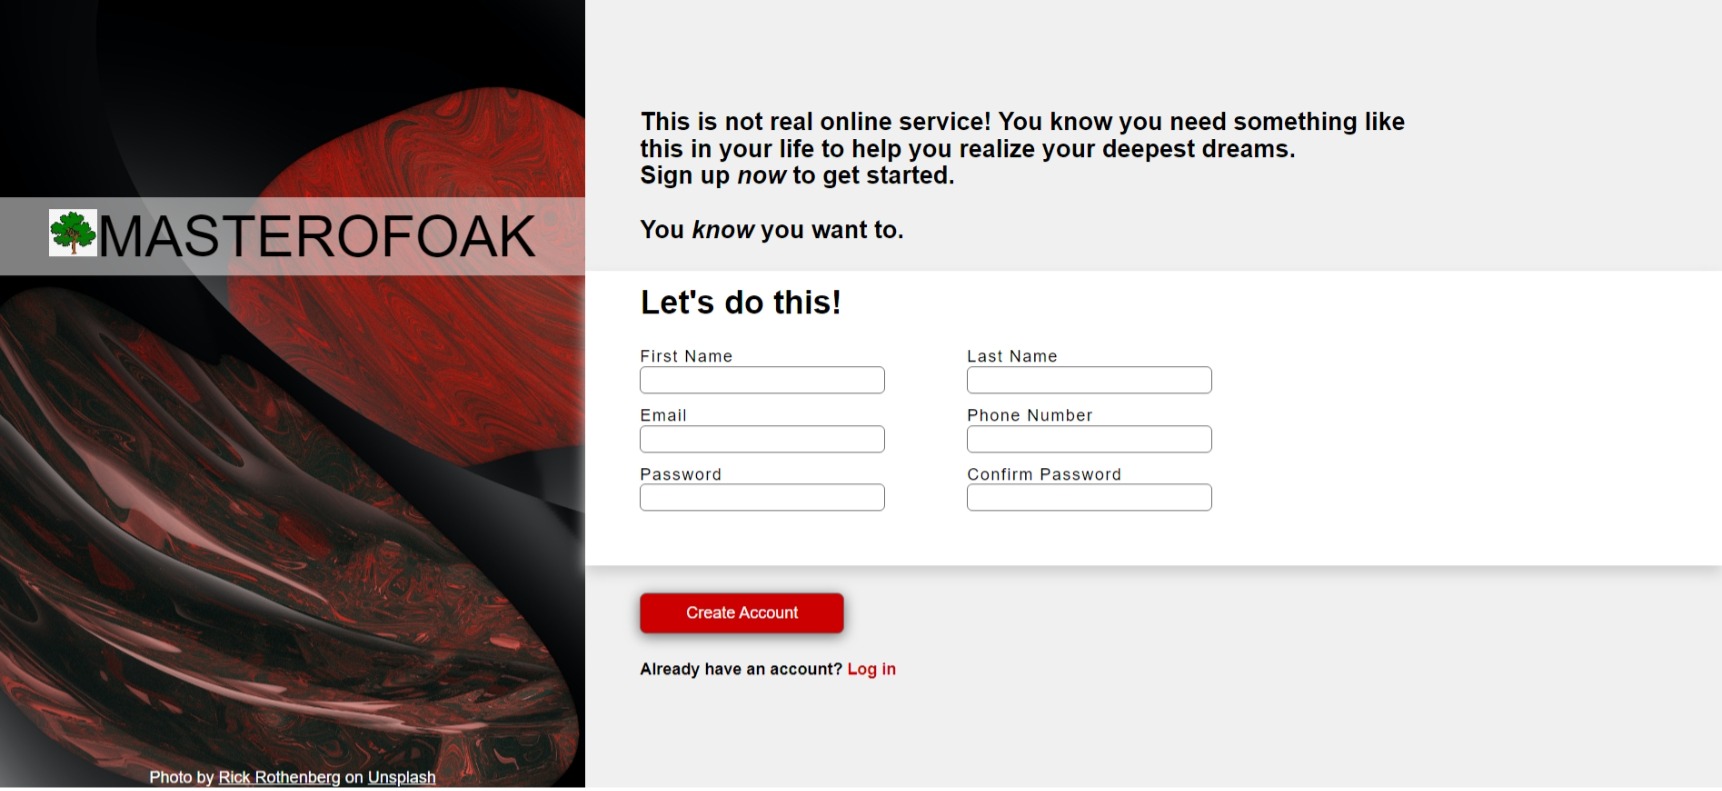 MASTEROFOAK
Photo by Rick Rothenberg on Unsplash
This is not real online service! You know you need something like
this in your life to help you realize your deepest dreams.
Sign up now to get started.
You know you want to.
Let's do this!
First Name
Last Name
Email
Phone Number
Password
Confirm Password
Create Account
Already have an account? Log in